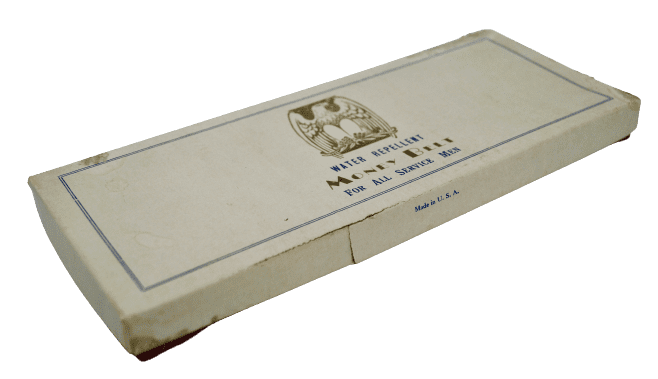 WATER REPELLENT
MONEY BELT
FOR ALL SERVICE MEN
Made in U. S. A.